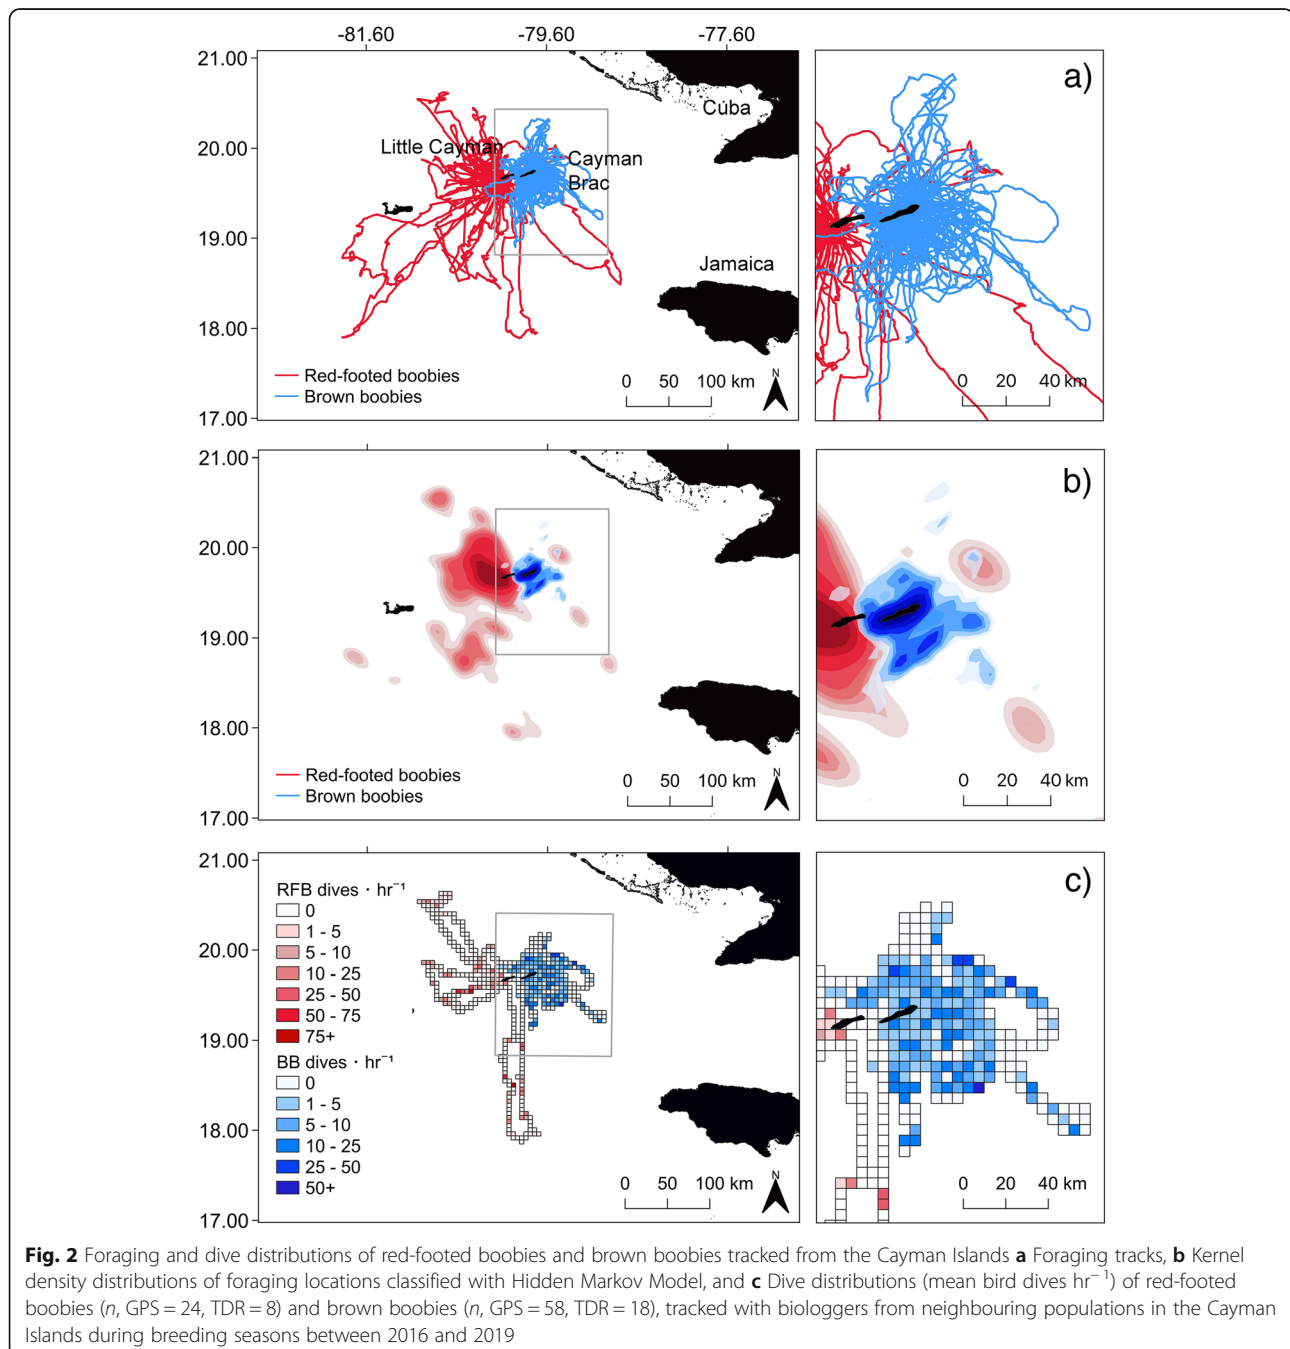 -81.60 -79.60 -77.60
21.00
20.00
19.00
18.00
17.00
Cúba
Little Cayman
Cayman
Brac
Jamaica
Red-footed boobies
Brown boobies
0 50 100 km
N
a)
0 20 40 km
21.00
20.00
19.00
18.00
17.00
Red-footed boobies
Brown boobies
0 50 100 km
N
b)
0 20 40 km
21.00
20.00
19.00
18.00
17.00
RFB dives · hr⁻¹
0
1 - 5
5 - 10
10 - 25
25 - 50
50 - 75
75+
BB dives · hr⁻¹
0
1 - 5
5 - 10
10 - 25
25 - 50
50+
0 50 100 km
N
c)
0 20 40 km
Fig. 2 Foraging and dive distributions of red-footed boobies and brown boobies tracked from the Cayman Islands a Foraging tracks, b Kernel
density distributions of foraging locations classified with Hidden Markov Model, and c Dive distributions (mean bird dives hr⁻¹) of red-footed
boobies (n, GPS = 24, TDR = 8) and brown boobies (n, GPS = 58, TDR = 18), tracked with biologgers from neighbouring populations in the Cayman
Islands during breeding seasons between 2016 and 2019